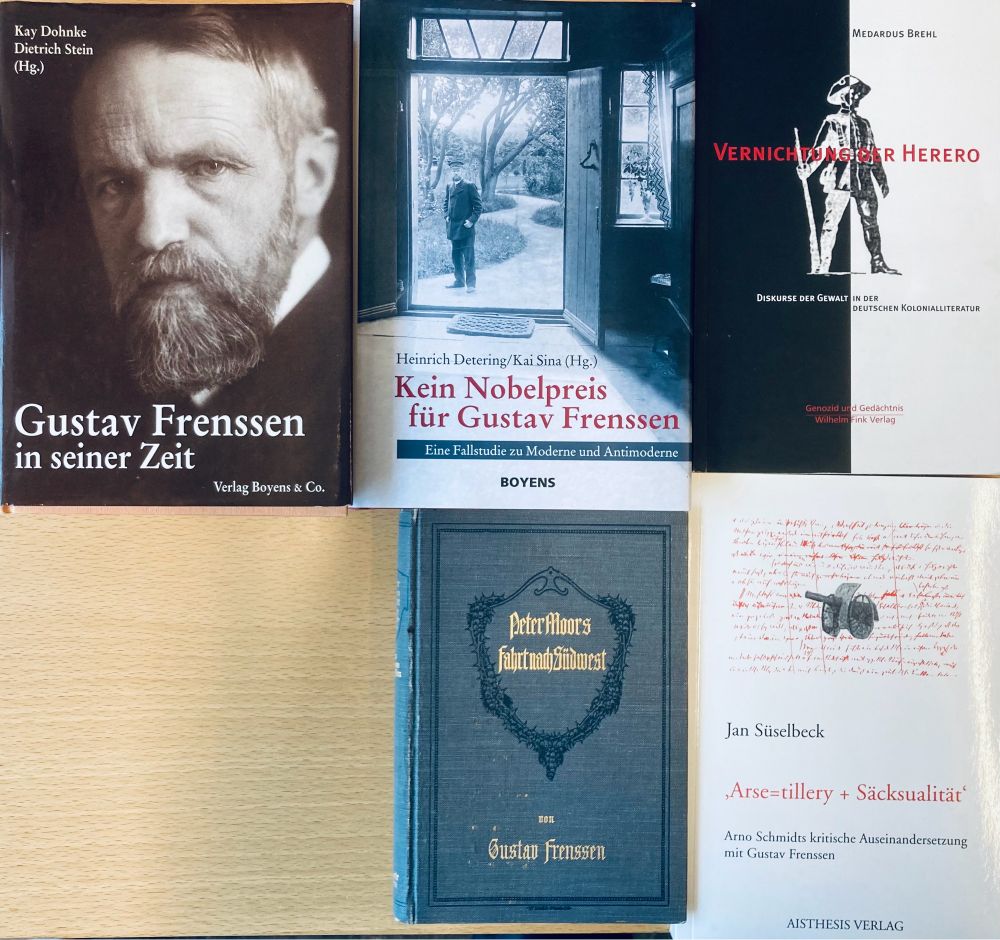 Kay Dohnke
Dietrich Stein
(Hg.)
Gustav Frenssen
in seiner Zeit
Verlag Boyens & Co.
Heinrich Detering/Kai Sina (Hg.)
Kein Nobelpreis
für Gustav Frenssen
Eine Fallstudie zu Moderne und Antimoderne
BOYENS
MEDARDUS BREHL
VERNICHTUNG DER HERERO
DISKURSE DER GEWALT IN DER
DEUTSCHEN KOLONIALLITERATUR
Genozid und Gedächtnis
Wilhelm Fink Verlag
Peter Moors
Fahrt nach Südwest
von
Gustav Frenssen
Jan Süselbeck
‚Arse=tillery + Säcksualität‘
Arno Schmidts kritische Auseinandersetzung
mit Gustav Frenssen
AISTHESIS VERLAG